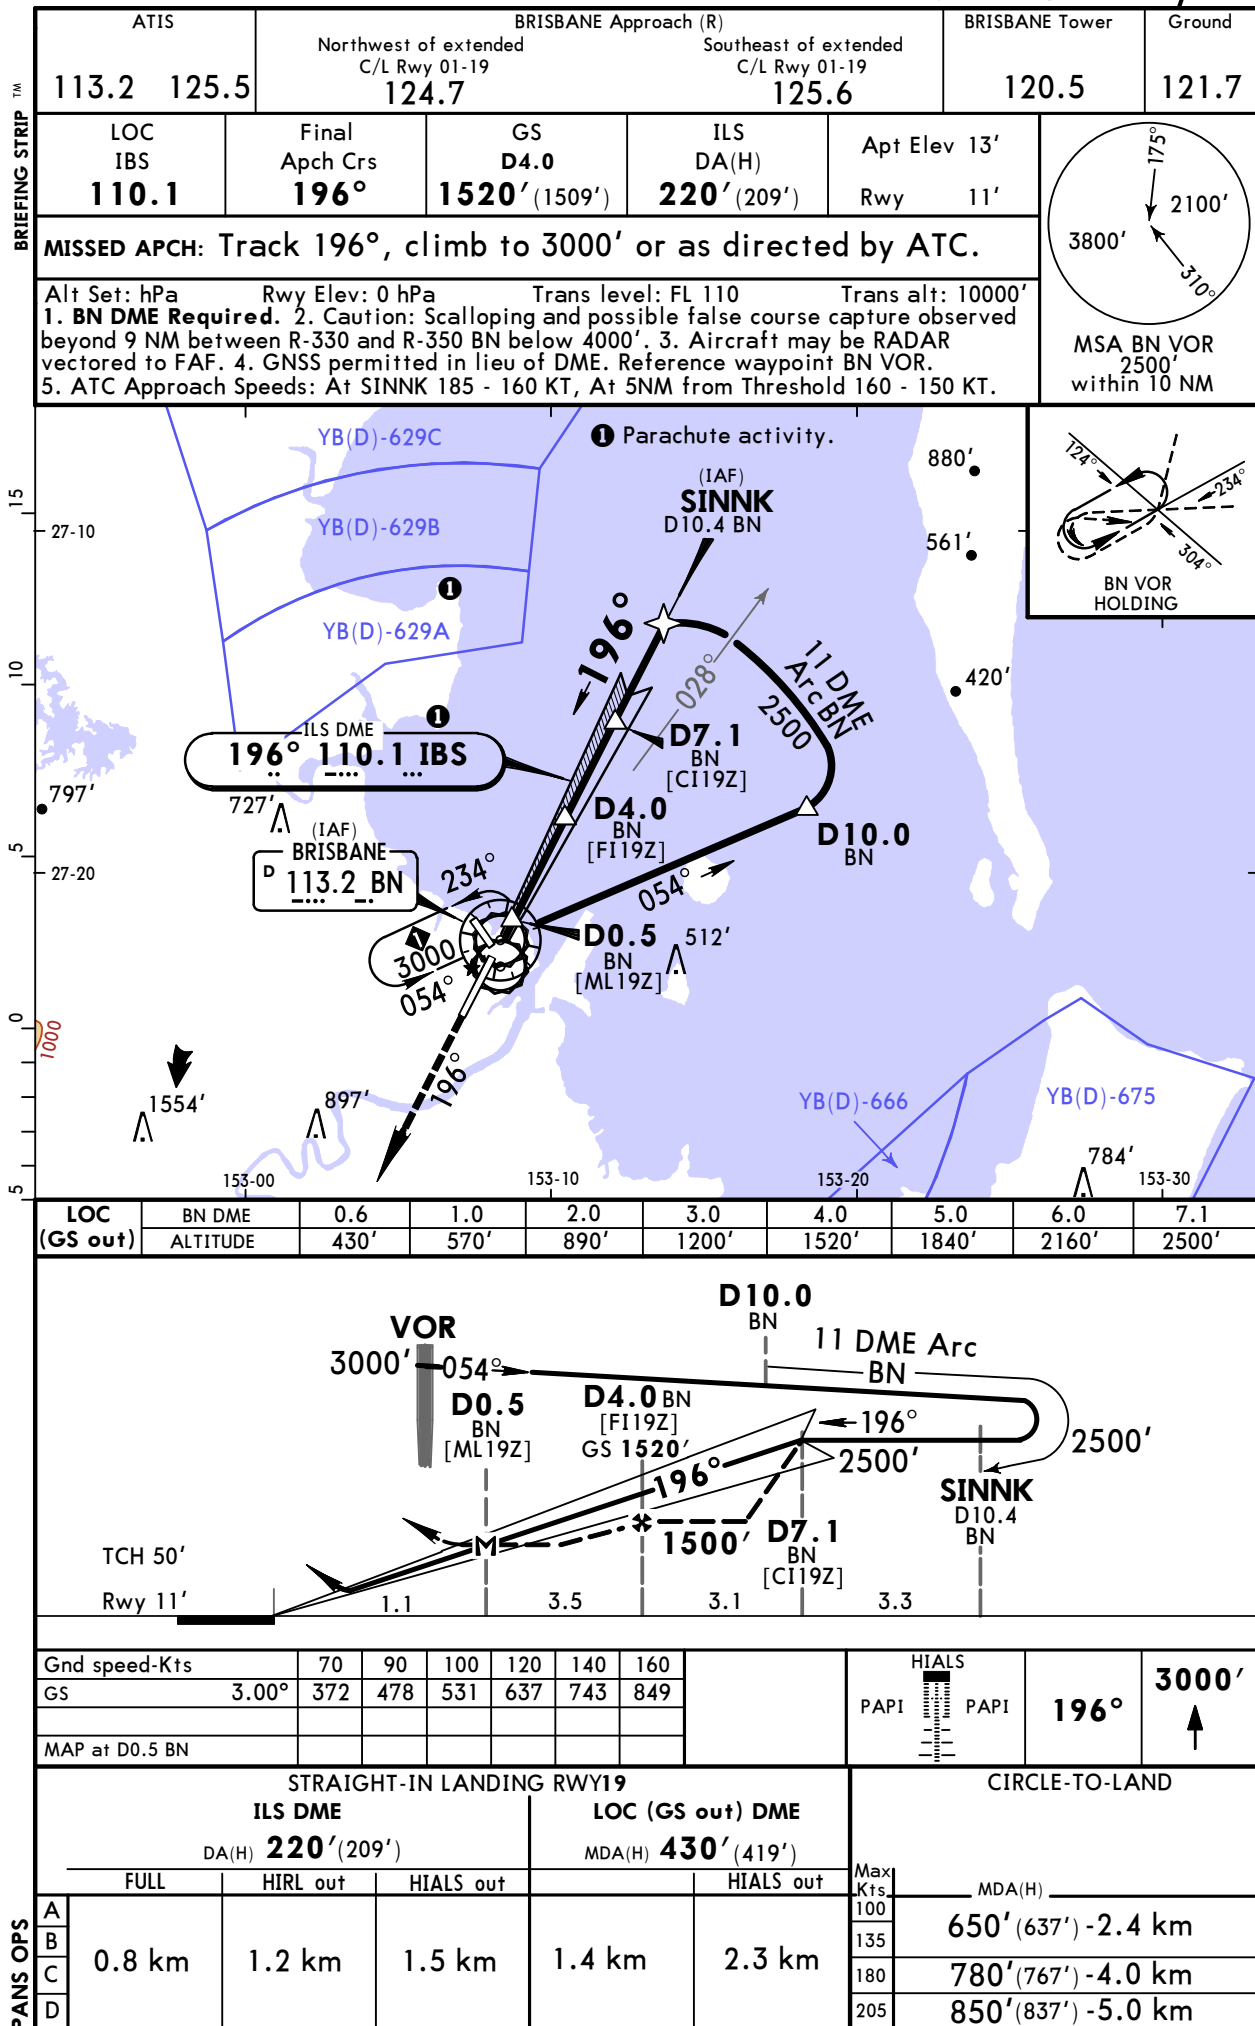 ATIS
113.2 125.5
BRISBANE Approach (R)
Northwest of extended
C/L Rwy 01-19
124.7
Southeast of extended
C/L Rwy 01-19
125.6
BRISBANE Tower
120.5
Ground
121.7
BRIEFING STRIP ™
LOC
IBS
110.1
Final
Apch Crs
196°
GS
D4.0
1520' (1509')
ILS
DA(H)
220' (209')
Apt Elev 13'
Rwy 11'
MISSED APCH: Track 196°, climb to 3000' or as directed by ATC.
Alt Set: hPa Rwy Elev: 0 hPa Trans level: FL 110 Trans alt: 10000'
1. BN DME Required. 2. Caution: Scalloping and possible false course capture observed
beyond 9 NM between R-330 and R-350 BN below 4000'. 3. Aircraft may be RADAR
vectored to FAF. 4. GNSS permitted in lieu of DME. Reference waypoint BN VOR.
5. ATC Approach Speeds: At SINNK 185 - 160 KT, At 5NM from Threshold 160 - 150 KT.
175°
2100'
3800'
310°
MSA BN VOR
2500'
within 10 NM
YB(D)-629C
1 Parachute activity.
(IAF)
SINNK
D10.4 BN
880'
124°
234°
304°
BN VOR
HOLDING
15
27-10
YB(D)-629B
561'
1
YB(D)-629A
196°
028°
11 DME
Arc BN
2500
420'
10
1
ILS DME
196° 110.1 IBS
D7.1
BN
[CI19Z]
797'
727'
D4.0
BN
[FI19Z]
D10.0
BN
(IAF)
BRISBANE
D 113.2 BN
5
27-20
234°
054°
1
3000
054°
D0.5
BN
[ML19Z]
512'
0
1000
196°
1554'
897'
YB(D)-666
YB(D)-675
784'
5
153-00
153-10
153-20
153-30
LOC
(GS out)
BN DME 0.6 1.0 2.0 3.0 4.0 5.0 6.0 7.1
ALTITUDE 430' 570' 890' 1200' 1520' 1840' 2160' 2500'
VOR
3000' 054°
D10.0
BN
11 DME Arc
BN
D0.5
BN
[ML19Z]
D4.0 BN
[FI19Z]
GS 1520'
196°
2500'
2500'
196°
SINNK
D10.4
BN
M
1500'
D7.1
BN
[CI19Z]
TCH 50'
Rwy 11'
1.1 3.5 3.1 3.3
Gnd speed-Kts 70 90 100 120 140 160
GS 3.00° 372 478 531 637 743 849
MAP at D0.5 BN
HIALS
PAPI PAPI
196°
3000'
STRAIGHT-IN LANDING RWY19
ILS DME
DA(H) 220' (209')
LOC (GS out) DME
MDA(H) 430' (419')
FULL HIRL out HIALS out HIALS out
A
B
C
D
0.8 km 1.2 km 1.5 km 1.4 km 2.3 km
CIRCLE-TO-LAND
Max
Kts
MDA(H)
100
135
650' (637') -2.4 km
180 780' (767') -4.0 km
205 850' (837') -5.0 km
PANS OPS